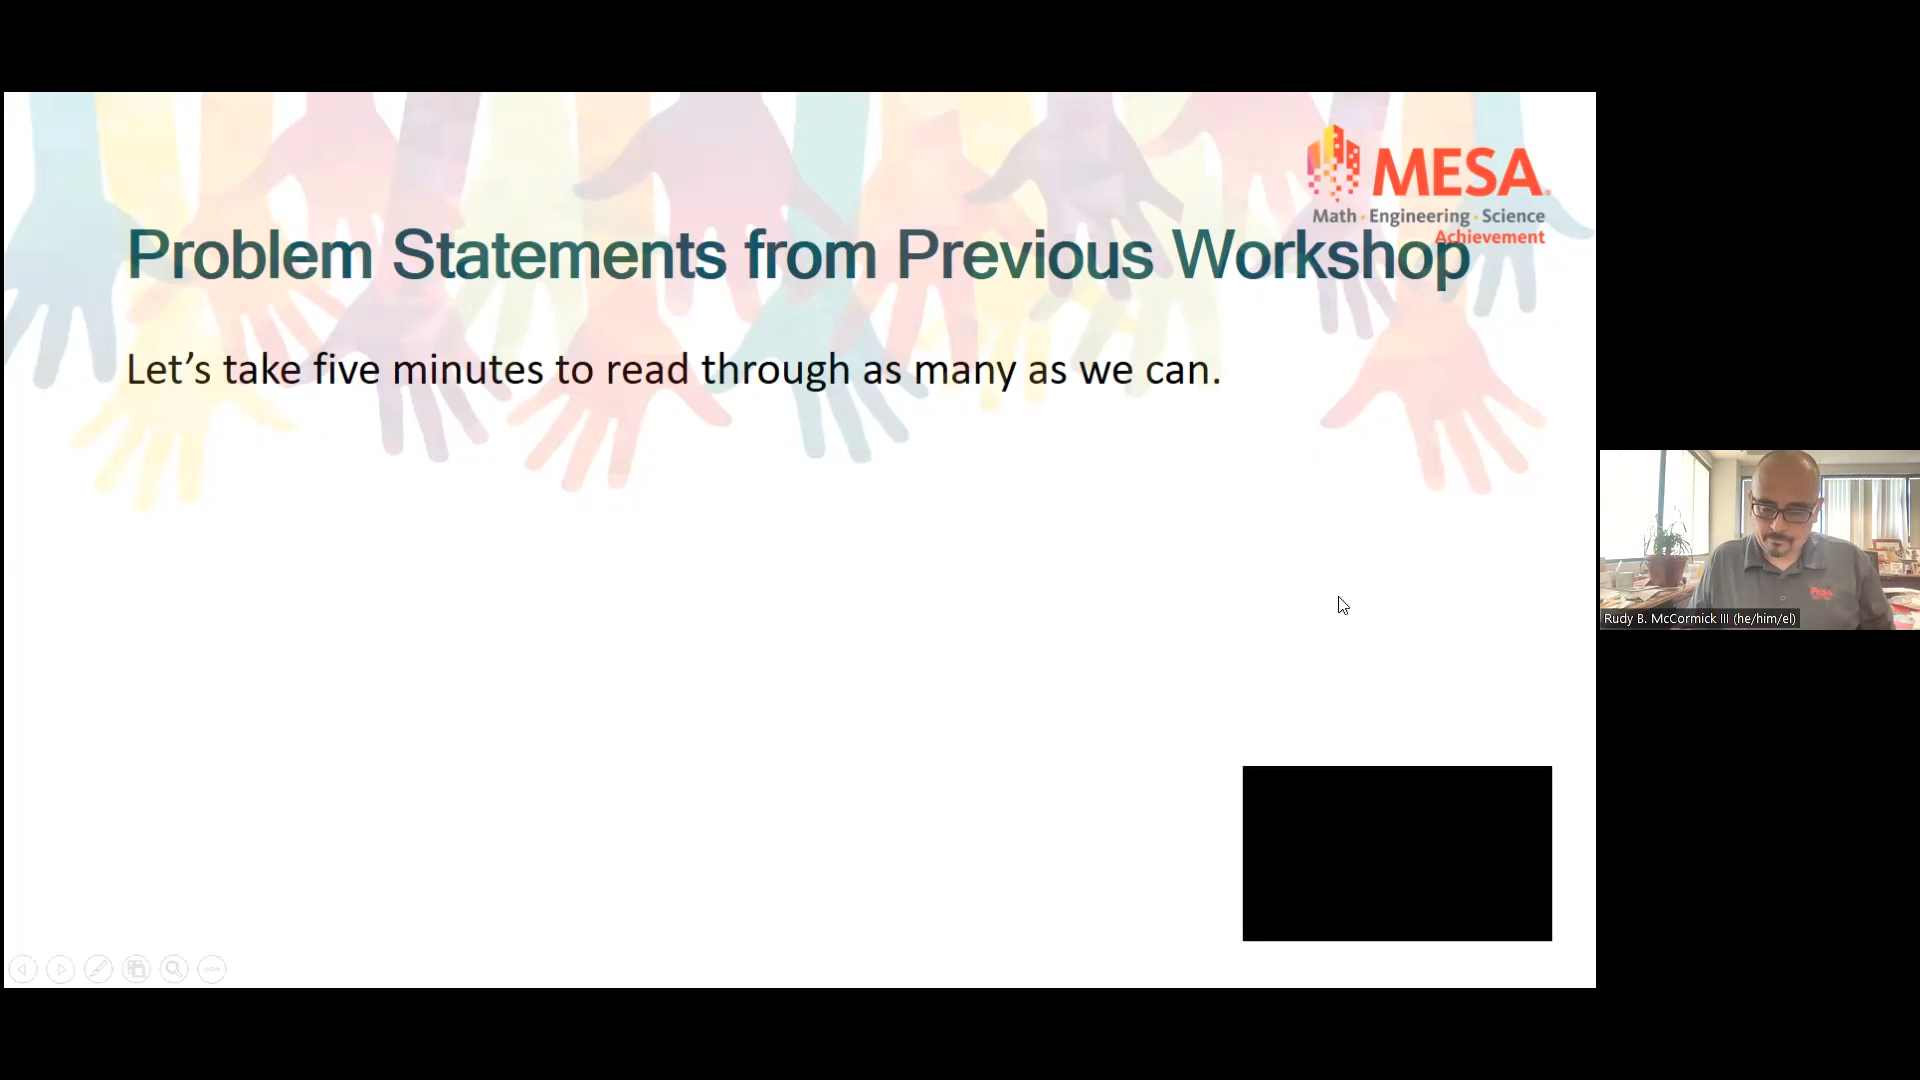 MESA
Math · Engineering · Science
Achievement
Problem Statements from Previous Workshop
Let’s take five minutes to read through as many as we can.
Rudy B. McCormick III (he/him/el)